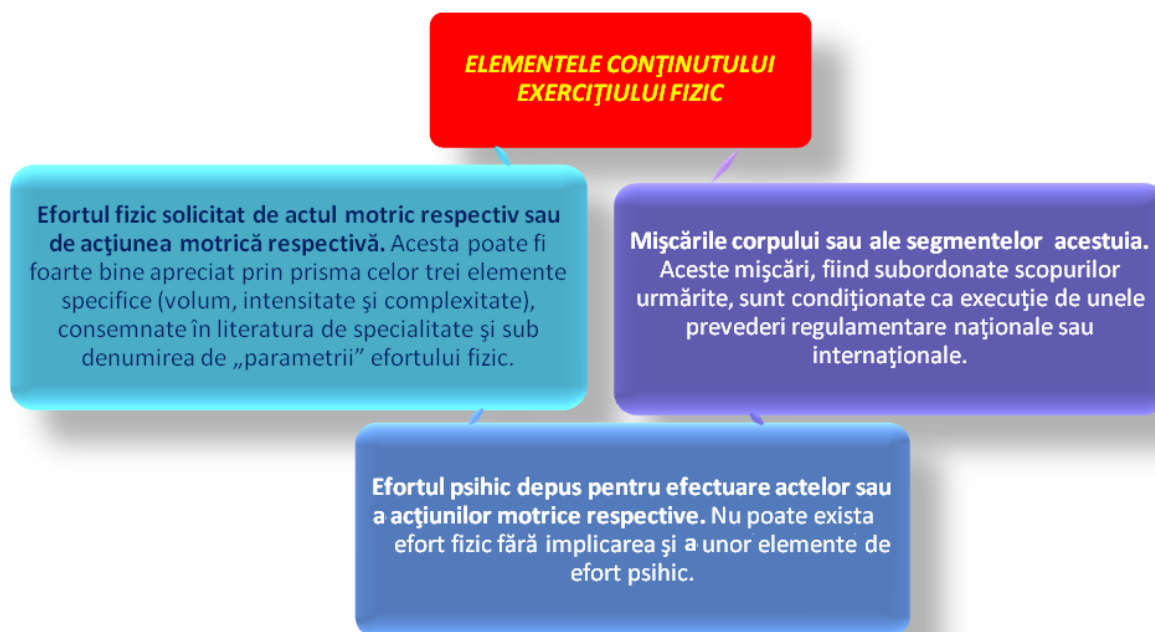 ELEMENTELE CONŢINUTULUI
EXERCIŢIULUI FIZIC
Efortul fizic solicitat de actul motric respectiv sau
de acţiunea motrică respectivă. Acesta poate fi
foarte bine apreciat prin prisma celor trei elemente
specifice (volum, intensitate şi complexitate),
consemnate în literatura de specialitate şi sub
denumirea de „parametrii” efortului fizic.
Mişcările corpului sau ale segmentelor acestuia.
Aceste mişcări, fiind subordonate scopurilor
urmărite, sunt condiţionate ca execuţie de unele
prevederi regulamentare naţionale sau
internaţionale.
Efortul psihic depus pentru efectuare actelor sau
a acţiunilor motrice respective. Nu poate exista
efort fizic fără implicarea şi a unor elemente de
efort psihic.